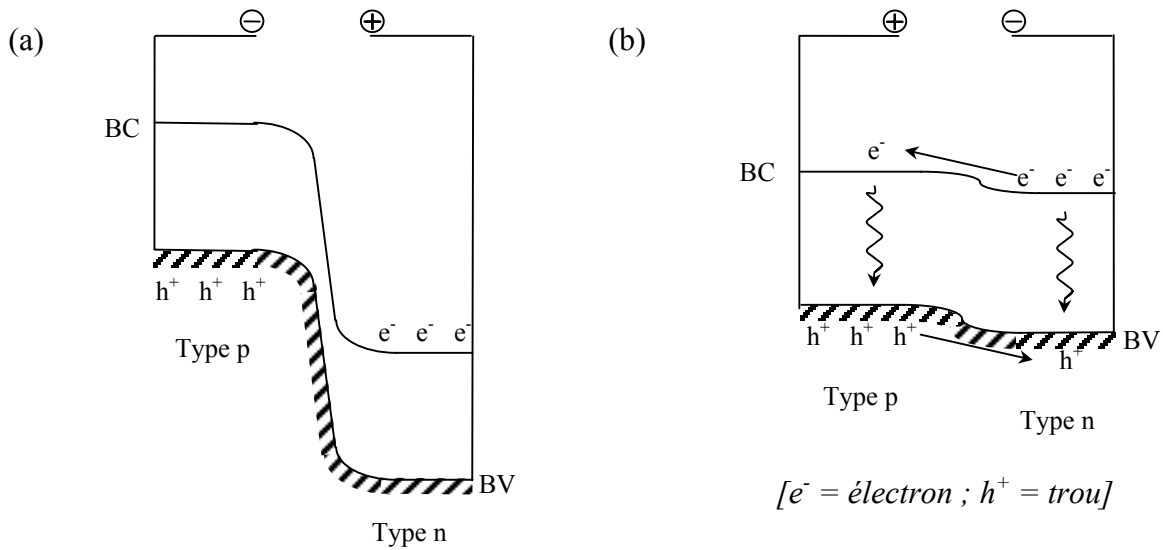 (a)
⊖ ⊕
BC
h⁺ h⁺ h⁺
e⁻ e⁻ e⁻
Type p
BV
Type n
(b)
⊕ ⊖
e⁻
BC
e⁻ e⁻ e⁻
h⁺ h⁺ h⁺
BV
h⁺
Type p
Type n
[e⁻ = électron ; h⁺ = trou]